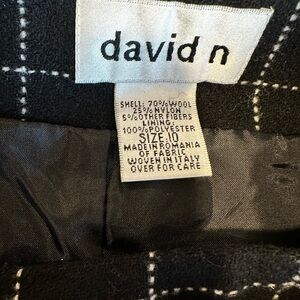 david n
SHELL: 70% WOOL
25% NYLON
5% OTHER FIBERS
LINING:
100% POLYESTER
SIZE.10
MADE IN ROMANIA
OF FABRIC
WOVEN IN ITALY
OVER FOR CARE